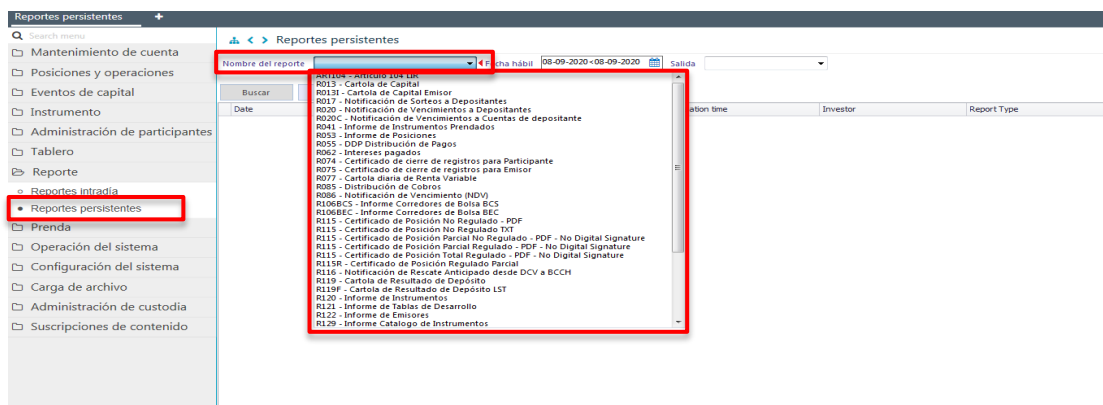 Reportes persistentes +
Search menu
Mantenimiento de cuenta
Posiciones y operaciones
Eventos de capital
Instrumento
Administración de participantes
Tablero
Reporte
Reportes intradía
Reportes persistentes
Prenda
Operación del sistema
Configuración del sistema
Carga de archivo
Administración de custodia
Suscripciones de contenido
< > Reportes persistentes
Nombre del reporte Fecha hábil 08-09-2020<08-09-2020 Salida
Buscar
Date ation time Investor Report Type
ART104 - Artículo 104 LIR
R013 - Cartola de Capital
R013I - Cartola de Capital Emisor
R017 - Notificación de Sorteos a Depositantes
R020 - Notificación de Vencimientos a Depositantes
R020C - Notificación de Vencimientos a Cuentas de depositante
R041 - Informe de Instrumentos Prendados
R053 - Informe de Posiciones
R055 - DDP Distribución de Pagos
R062 - Intereses pagados
R074 - Certificado de cierre de registros para Participante
R075 - Certificado de cierre de registros para Emisor
R077 - Cartola diaria de Renta Variable
R085 - Distribución de Cobros
R086 - Notificación de Vencimiento (NDV)
R106BCS - Informe Corredores de Bolsa BCS
R106BEC - Informe Corredores de Bolsa BEC
R115 - Certificado de Posición No Regulado - PDF
R115 - Certificado de Posición No Regulado TXT
R115 - Certificado de Posición Parcial No Regulado - PDF - No Digital Signature
R115 - Certificado de Posición Parcial Regulado - PDF - No Digital Signature
R115 - Certificado de Posición Total Regulado - PDF - No Digital Signature
R115R - Certificado de Posición Regulado Parcial
R116 - Notificación de Rescate Anticipado desde DCV a BCCH
R119 - Cartola de Resultado de Depósito
R119F - Cartola de Resultado de Depósito LST
R120 - Informe de Instrumentos
R121 - Informe de Tablas de Desarrollo
R122 - Informe de Emisores
R129 - Informe Catalogo de Instrumentos